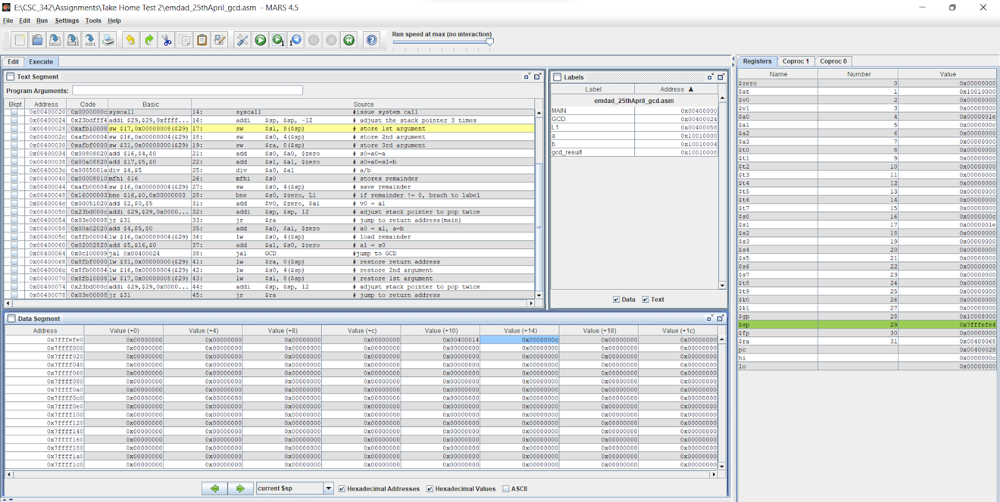 E:\CSC_342\Assignments\Take Home Test 2\emdad_25thApril_gcd.asm - MARS 4.5
File Edit Run Settings Tools Help
Run speed at max (no interaction)
Edit Execute
Text Segment
Program Arguments:
Bkpt Address Code Basic Source
0x00400020 0x0000000c syscall 14: syscall #issue system call
0x00400024 0x23bdfff4 addi $29,$29,0xffff... 16: addi $sp, $sp, -12 # adjust the stack pointer 3 times
0x00400028 0xafb10008 sw $17,0x00000008($29) 17: sw $s1, 8($sp) # store 1st argument
0x0040002c 0xafb00004 sw $16,0x00000004($29) 18: sw $s0, 4($sp) # store 2nd argument
0x00400030 0xafbf0000 sw $31,0x00000000($29) 19: sw $ra, 0($sp) # store 3rd argument
0x00400034 0x00808020 add $16,$4,$0 21: add $s0, $a0, $zero # s0=a0=a
0x00400038 0x00a08820 add $17,$5,$0 22: add $s1, $a1, $zero # s0=a0=s1=b
0x0040003c 0x0085001a div $4,$5 25: div $a0, $a1 # a/b
0x00400040 0x00008010 mfhi $16 26: mfhi $s0 # stores remainder
0x00400044 0xafb00004 sw $16,0x00000004($29) 27: sw $s0, 4($sp) # save remainder
0x00400048 0x16000003 bne $16,$0,0x00000003 28: bne $s0, $zero, L1 # if remainder != 0, brach to label
0x0040004c 0x00051020 add $2,$0,$5 31: add $v0, $zero, $a1 # v0 = a1
0x00400050 0x23bd000c addi $29,$29,0x0000... 32: addi $sp, $sp, 12 # adjust stack pointer to pop twice
0x00400054 0x03e00008 jr $31 33: jr $ra # jump to return address(main)
0x00400058 0x00a02020 add $4,$5,$0 35: add $a0, $a1, $zero # a0 = a1, a=b
0x0040005c 0x8fb00004 lw $16,0x00000004($29) 36: lw $s0, 4($sp) # load remainder
0x00400060 0x02002820 add $5,$16,$0 37: add $a1, $s0, $zero # a1 = s0
0x00400064 0x0c100009 jal 0x00400024 38: jal GCD #jump to GCD
0x00400068 0x8fbf0000 lw $31,0x00000000($29) 41: lw $ra, 0($sp) # restore return address
0x0040006c 0x8fb00004 lw $16,0x00000004($29) 42: lw $s0, 4($sp) # restore 2nd argument
0x00400070 0x8fb10008 lw $17,0x00000008($29) 43: lw $s1, 8($sp) # restore 1st argument
0x00400074 0x23bd000c addi $29,$29,0x0000... 44: addi $sp, $sp, 12 # adjust stack pointer to pop twice
0x00400078 0x03e00008 jr $31 45: jr $ra # jump to return address
Labels
Label Address ▲
emdad_25thApril_gcd.asm
MAIN 0x00400000
GCD 0x00400024
L1 0x00400058
a 0x10010000
b 0x10010004
gcd_result 0x10010008
Data Text
Registers Coproc 1 Coproc 0
Name Number Value
$zero 0 0x00000000
$at 1 0x10010000
$v0 2 0x00000000
$v1 3 0x00000000
$a0 4 0x0000001e
$a1 5 0x0000000c
$a2 6 0x00000000
$a3 7 0x00000000
$t0 8 0x00000000
$t1 9 0x00000000
$t2 10 0x00000000
$t3 11 0x00000000
$t4 12 0x00000000
$t5 13 0x00000000
$t6 14 0x00000000
$t7 15 0x00000000
$s0 16 0x0000000c
$s1 17 0x0000001e
$s2 18 0x00000000
$s3 19 0x00000000
$s4 20 0x00000000
$s5 21 0x00000000
$s6 22 0x00000000
$s7 23 0x00000000
$t8 24 0x00000000
$t9 25 0x00000000
$k0 26 0x00000000
$k1 27 0x00000000
$gp 28 0x10008000
$sp 29 0x7fffefe4
$fp 30 0x00000000
$ra 31 0x00400068
pc 0x00400028
hi 0x0000000c
lo 0x00000000
Data Segment
Address Value (+0) Value (+4) Value (+8) Value (+c) Value (+10) Value (+14) Value (+18) Value (+1c)
0x7fffefe0 0x00000000 0x00000000 0x00000000 0x00000000 0x00400014 0x0000000c 0x00000000 0x00000000
0x7ffff000 0x00000000 0x00000000 0x00000000 0x00000000 0x00000000 0x00000000 0x00000000 0x00000000
0x7ffff020 0x00000000 0x00000000 0x00000000 0x00000000 0x00000000 0x00000000 0x00000000 0x00000000
0x7ffff040 0x00000000 0x00000000 0x00000000 0x00000000 0x00000000 0x00000000 0x00000000 0x00000000
0x7ffff060 0x00000000 0x00000000 0x00000000 0x00000000 0x00000000 0x00000000 0x00000000 0x00000000
0x7ffff080 0x00000000 0x00000000 0x00000000 0x00000000 0x00000000 0x00000000 0x00000000 0x00000000
0x7ffff0a0 0x00000000 0x00000000 0x00000000 0x00000000 0x00000000 0x00000000 0x00000000 0x00000000
0x7ffff0c0 0x00000000 0x00000000 0x00000000 0x00000000 0x00000000 0x00000000 0x00000000 0x00000000
0x7ffff0e0 0x00000000 0x00000000 0x00000000 0x00000000 0x00000000 0x00000000 0x00000000 0x00000000
0x7ffff100 0x00000000 0x00000000 0x00000000 0x00000000 0x00000000 0x00000000 0x00000000 0x00000000
0x7ffff120 0x00000000 0x00000000 0x00000000 0x00000000 0x00000000 0x00000000 0x00000000 0x00000000
0x7ffff140 0x00000000 0x00000000 0x00000000 0x00000000 0x00000000 0x00000000 0x00000000 0x00000000
0x7ffff160 0x00000000 0x00000000 0x00000000 0x00000000 0x00000000 0x00000000 0x00000000 0x00000000
0x7ffff180 0x00000000 0x00000000 0x00000000 0x00000000 0x00000000 0x00000000 0x00000000 0x00000000
0x7ffff1a0 0x00000000 0x00000000 0x00000000 0x00000000 0x00000000 0x00000000 0x00000000 0x00000000
0x7ffff1c0 0x00000000 0x00000000 0x00000000 0x00000000 0x00000000 0x00000000 0x00000000 0x00000000
current $sp Hexadecimal Addresses Hexadecimal Values ASCII